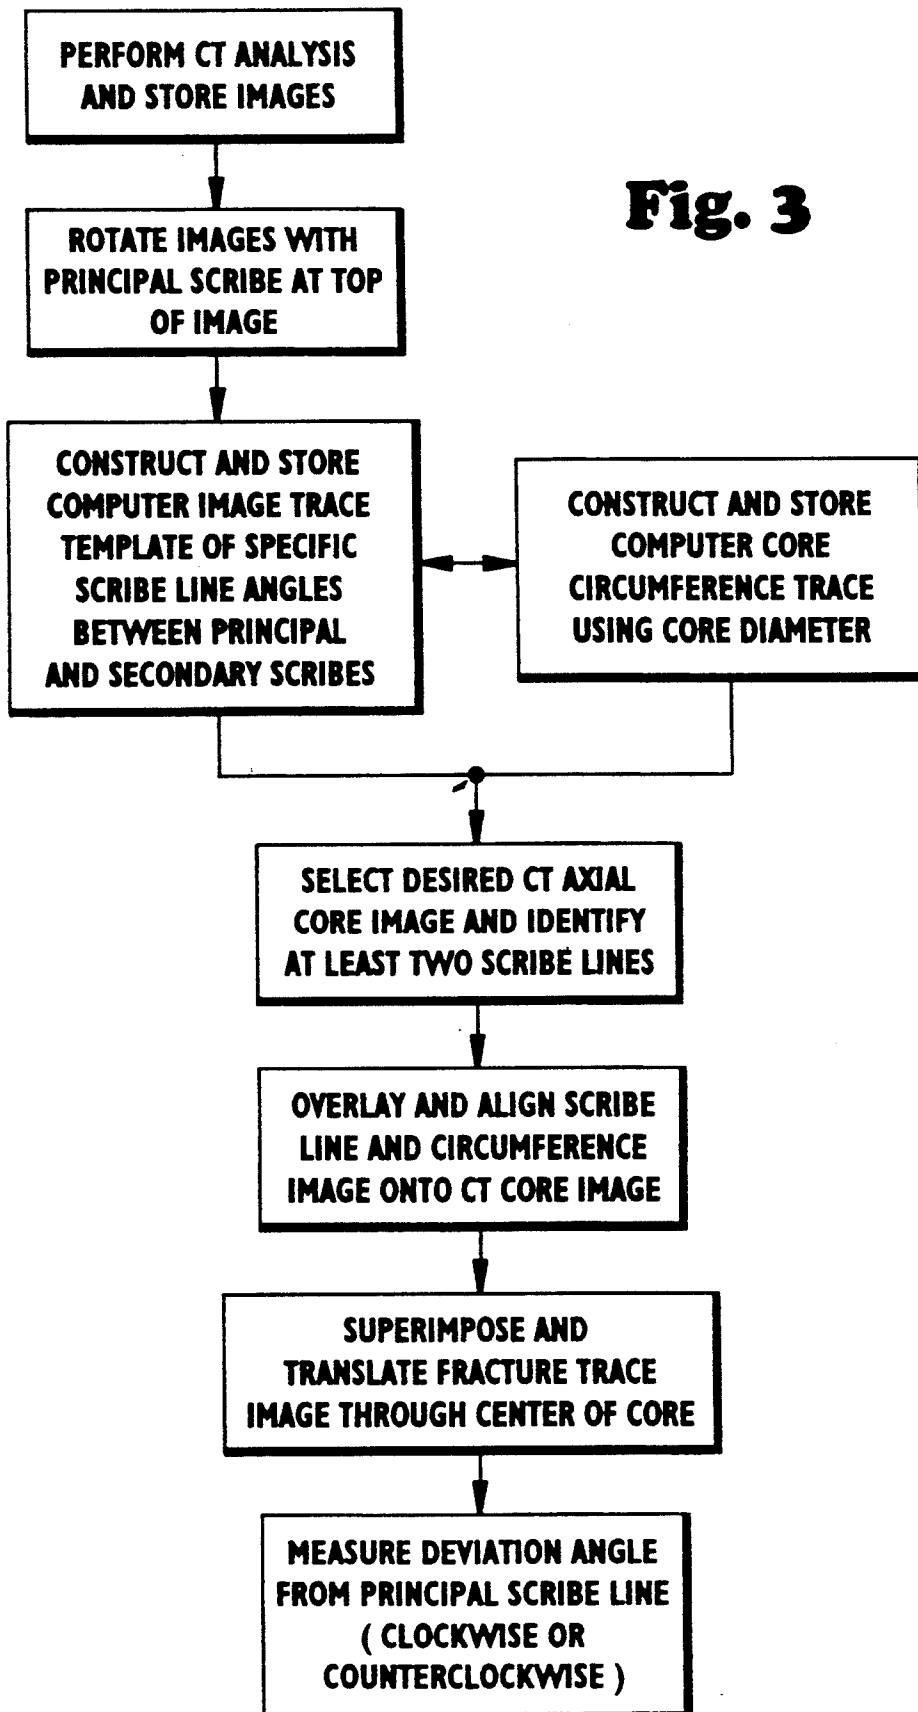 PERFORM CT ANALYSIS
AND STORE IMAGES
Fig. 3
ROTATE IMAGES WITH
PRINCIPAL SCRIBE AT TOP
OF IMAGE
CONSTRUCT AND STORE
COMPUTER IMAGE TRACE
TEMPLATE OF SPECIFIC
SCRIBE LINE ANGLES
BETWEEN PRINCIPAL
AND SECONDARY SCRIBES
CONSTRUCT AND STORE
COMPUTER CORE
CIRCUMFERENCE TRACE
USING CORE DIAMETER
SELECT DESIRED CT AXIAL
CORE IMAGE AND IDENTIFY
AT LEAST TWO SCRIBE LINES
OVERLAY AND ALIGN SCRIBE
LINE AND CIRCUMFERENCE
IMAGE ONTO CT CORE IMAGE
SUPERIMPOSE AND
TRANSLATE FRACTURE TRACE
IMAGE THROUGH CENTER OF CORE
MEASURE DEVIATION ANGLE
FROM PRINCIPAL SCRIBE LINE
( CLOCKWISE OR
COUNTERCLOCKWISE )